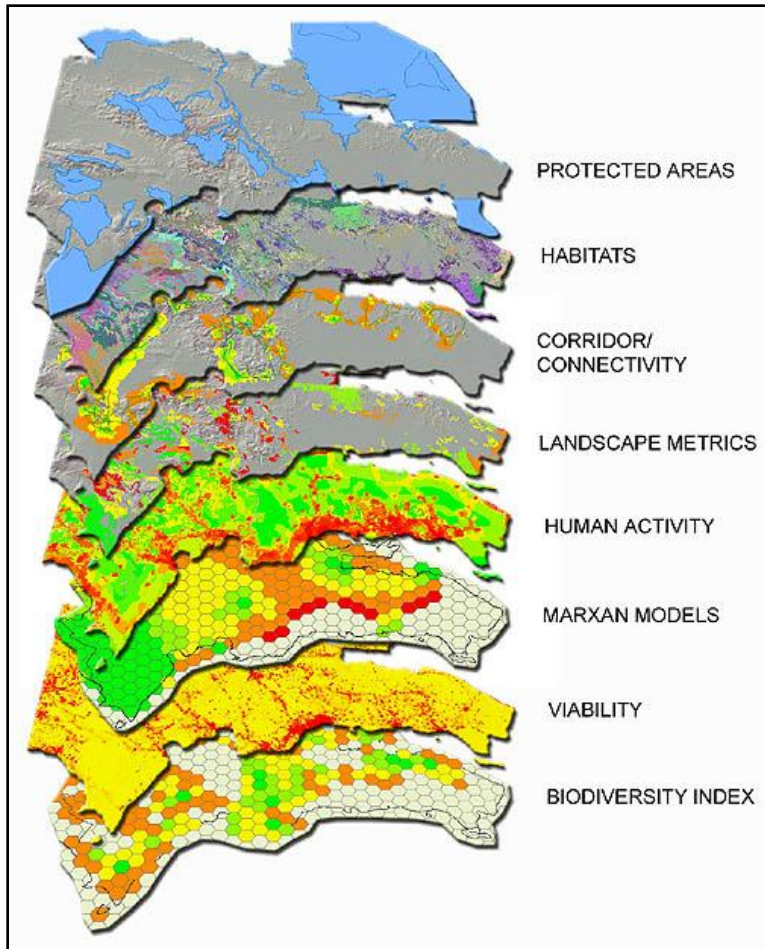 PROTECTED AREAS
HABITATS
CORRIDOR/
CONNECTIVITY
LANDSCAPE METRICS
HUMAN ACTIVITY
MARXAN MODELS
VIABILITY
BIODIVERSITY INDEX